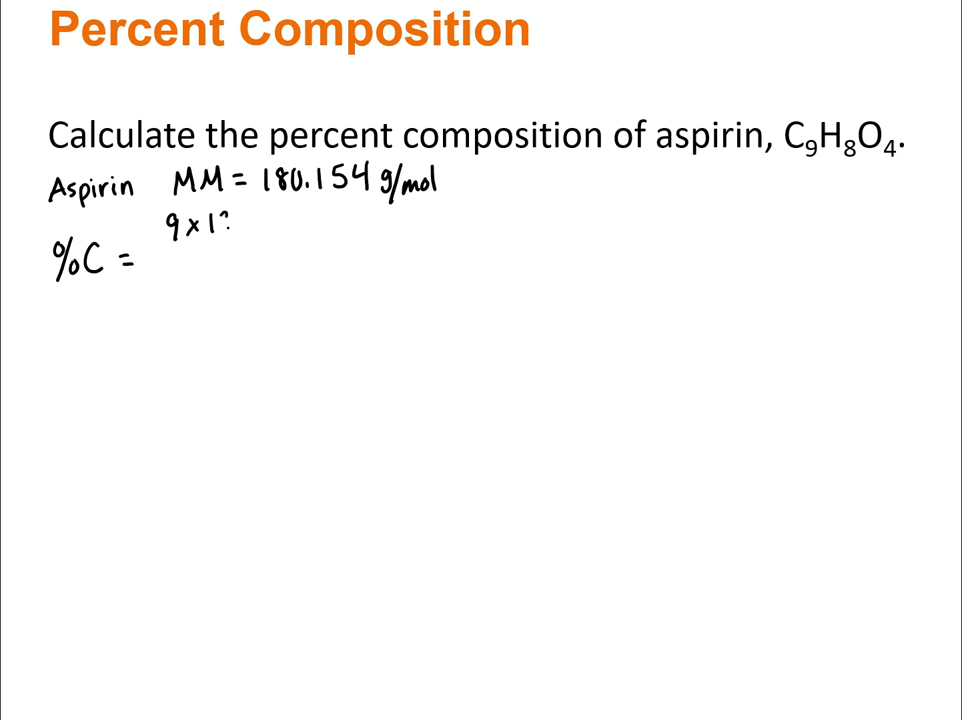 Percent Composition
Calculate the percent composition of aspirin, C₉H₈O₄.
Aspirin MM = 180.154 g/mol
9 x 1
%C =